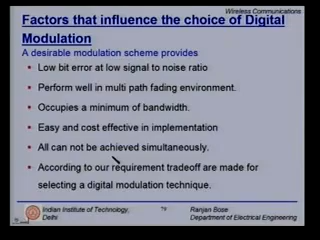 Wireless Communications
Factors that influence the choice of Digital
Modulation
A desirable modulation scheme provides
• Low bit error at low signal to noise ratio
• Perform well in multi path fading environment.
• Occupies a minimum of bandwidth.
• Easy and cost effective in implementation
• All can not be achieved simultaneously.
• According to our requirement tradeoff are made for
selecting a digital modulation technique.
Indian Institute of Technology,
Delhi
Ranjan Bose
Department of Electrical Engineering